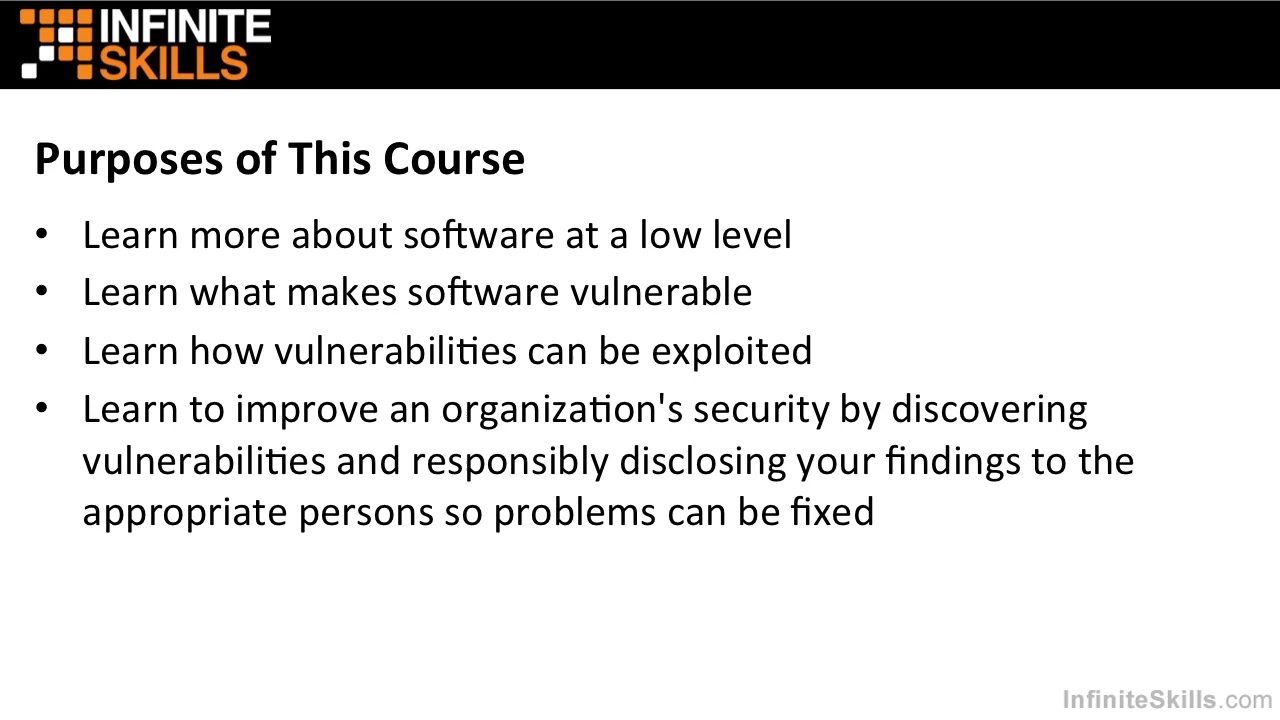 INFINITE
SKILLS
Purposes of This Course
• Learn more about software at a low level
• Learn what makes software vulnerable
• Learn how vulnerabilities can be exploited
• Learn to improve an organization's security by discovering
vulnerabilities and responsibly disclosing your findings to the
appropriate persons so problems can be fixed
InfiniteSkills.com